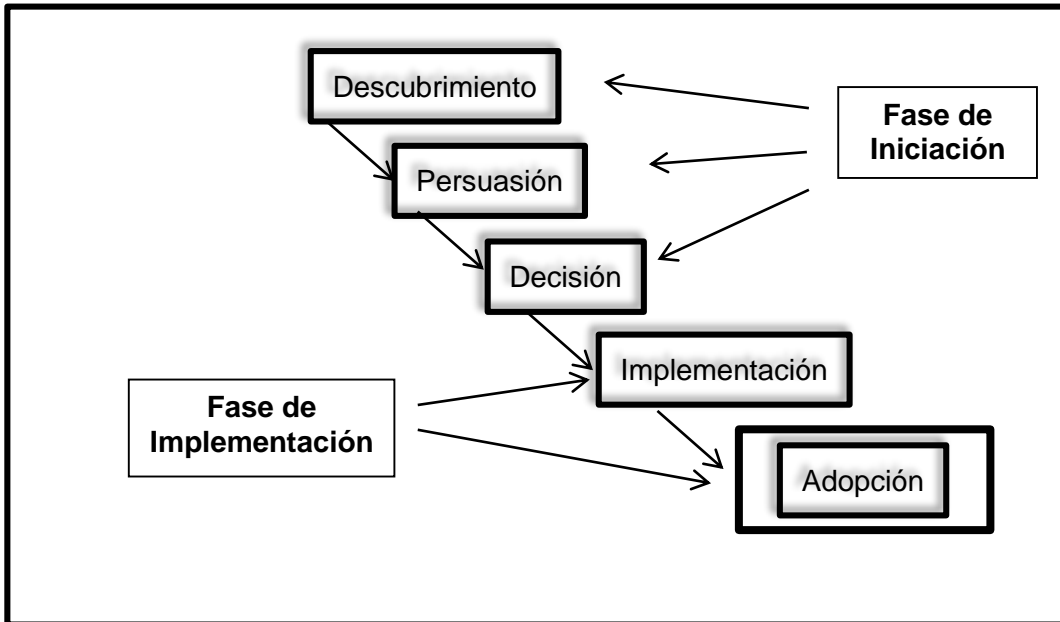 Descubrimiento
Fase de
Iniciación
Persuasión
Decisión
Implementación
Fase de
Implementación
Adopción